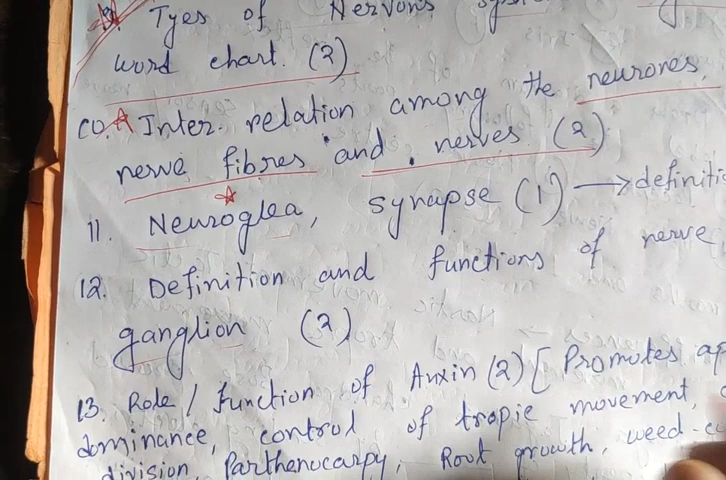 9. Tyes of Nervous
word chart. (2)
10. Inter-relation among the neurones,
nerve fibres and nerves (2)
11. Neuroglea, synapse (1) → definiti
12. Definition and functions of nerve
ganglion (2)
13. Role / function of Auxin (2) [Promotes ap
dominance, control of tropic movement,
division, Parthenocarpy, Root growth, weed-c